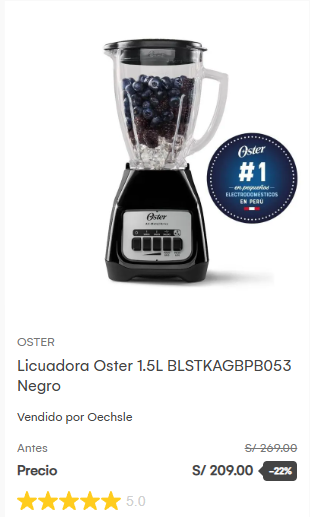 Oster
#1
en pequeños
ELECTRODOMÉSTICOS
EN PERÚ
Oster
OSTER
Licuadora Oster 1.5L BLSTKAGBPB053
Negro
Vendido por Oechsle
Antes S/ 269.00
Precio S/ 209.00 -22%
5.0